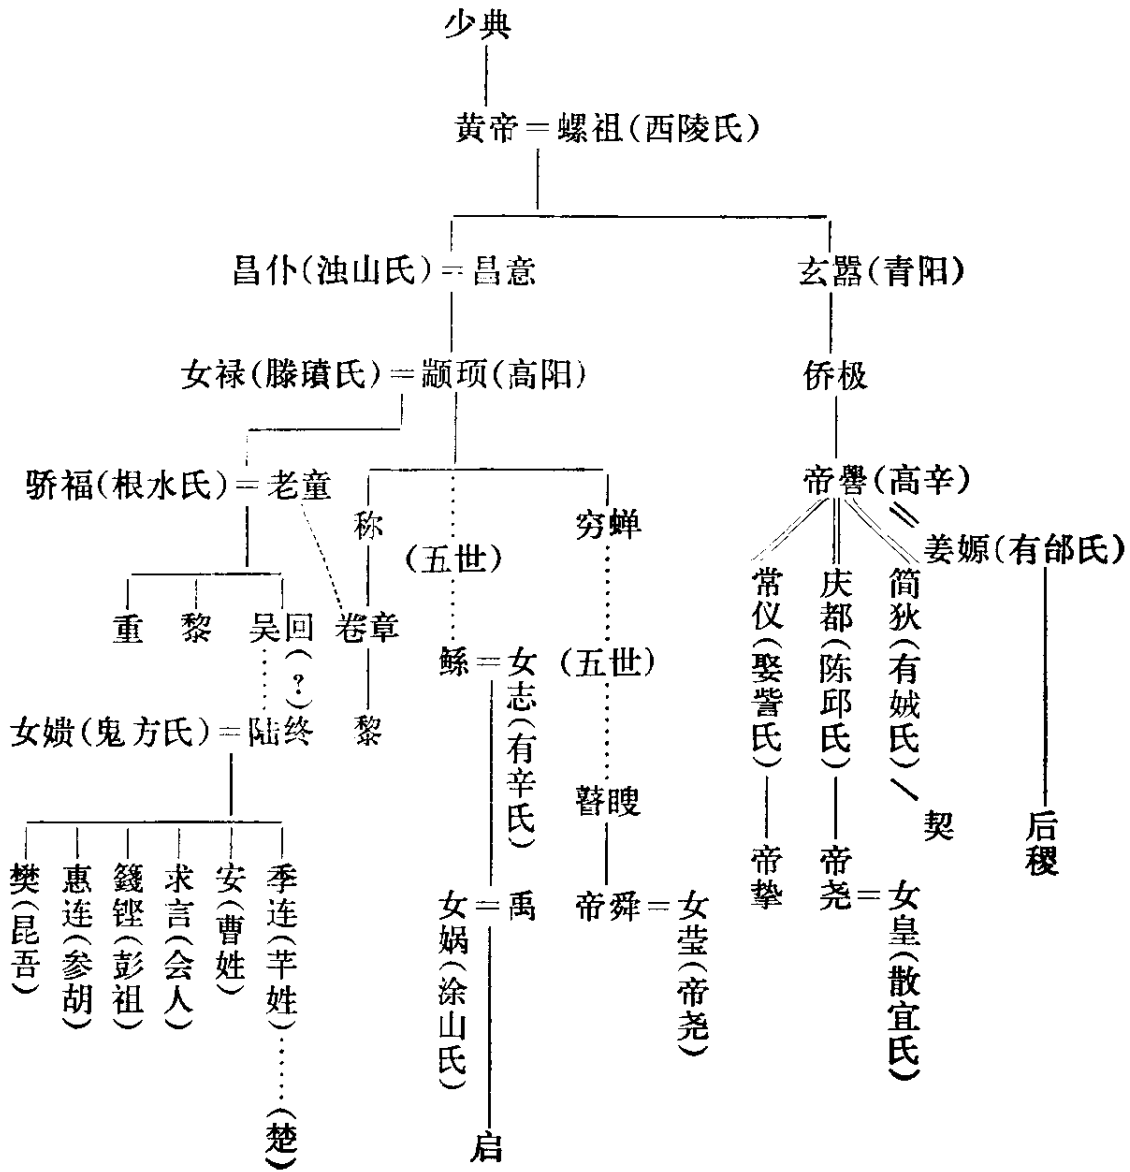 少典
黄帝＝螺祖(西陵氏)
昌仆(浊山氏)＝昌意
玄嚣(青阳)
女禄(滕𤩴氏)＝颛顼(高阳)
侨极
骄福(根水氏)＝老童
帝喾(高辛)
称
穷蝉
(五世)
姜嫄(有邰氏)
常仪(娶訾氏)
庆都(陈邱氏)
简狄(有娀氏)
重
黎
吴回(?)
卷章
鲧＝女志(有辛氏)
(五世)
女嬇(鬼方氏)＝陆终
黎
瞽瞍
契
后稷
帝挚
帝尧＝女皇(散宜氏)
樊(昆吾)
惠连(参胡)
籛铿(彭祖)
求言(会人)
安(曹姓)
季连(芈姓)……(楚)
女娲(涂山氏)＝禹
帝舜＝女莹(帝尧)
启